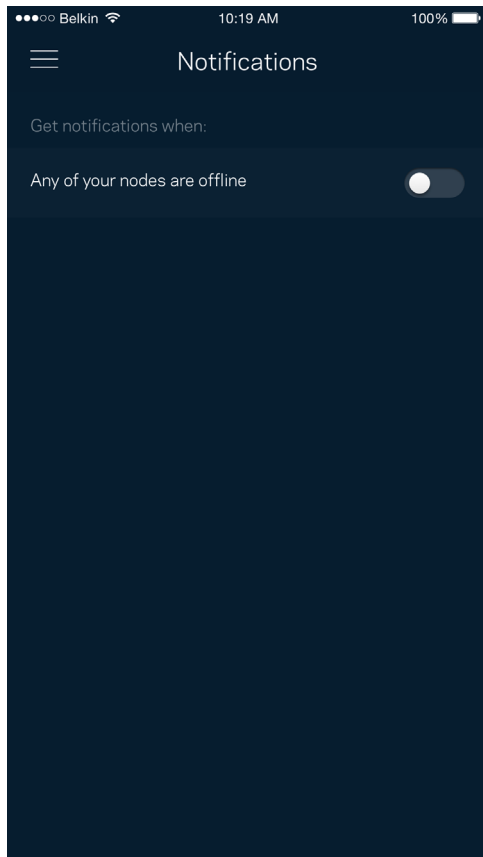 Belkin 10:19 AM 100%
Notifications
Get notifications when:
Any of your nodes are offline